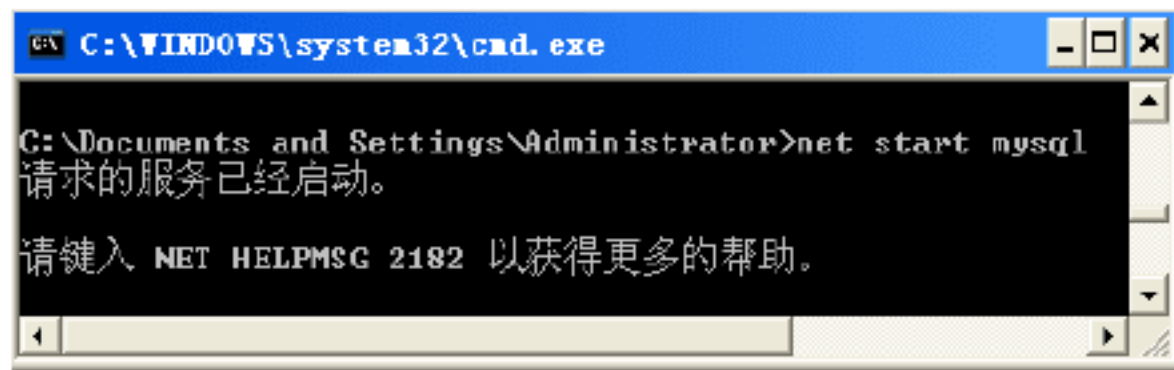 C:\WINDOWS\system32\cmd.exe
C:\Documents and Settings\Administrator>net start mysql
请求的服务已经启动。
请键入 NET HELPMSG 2182 以获得更多的帮助。